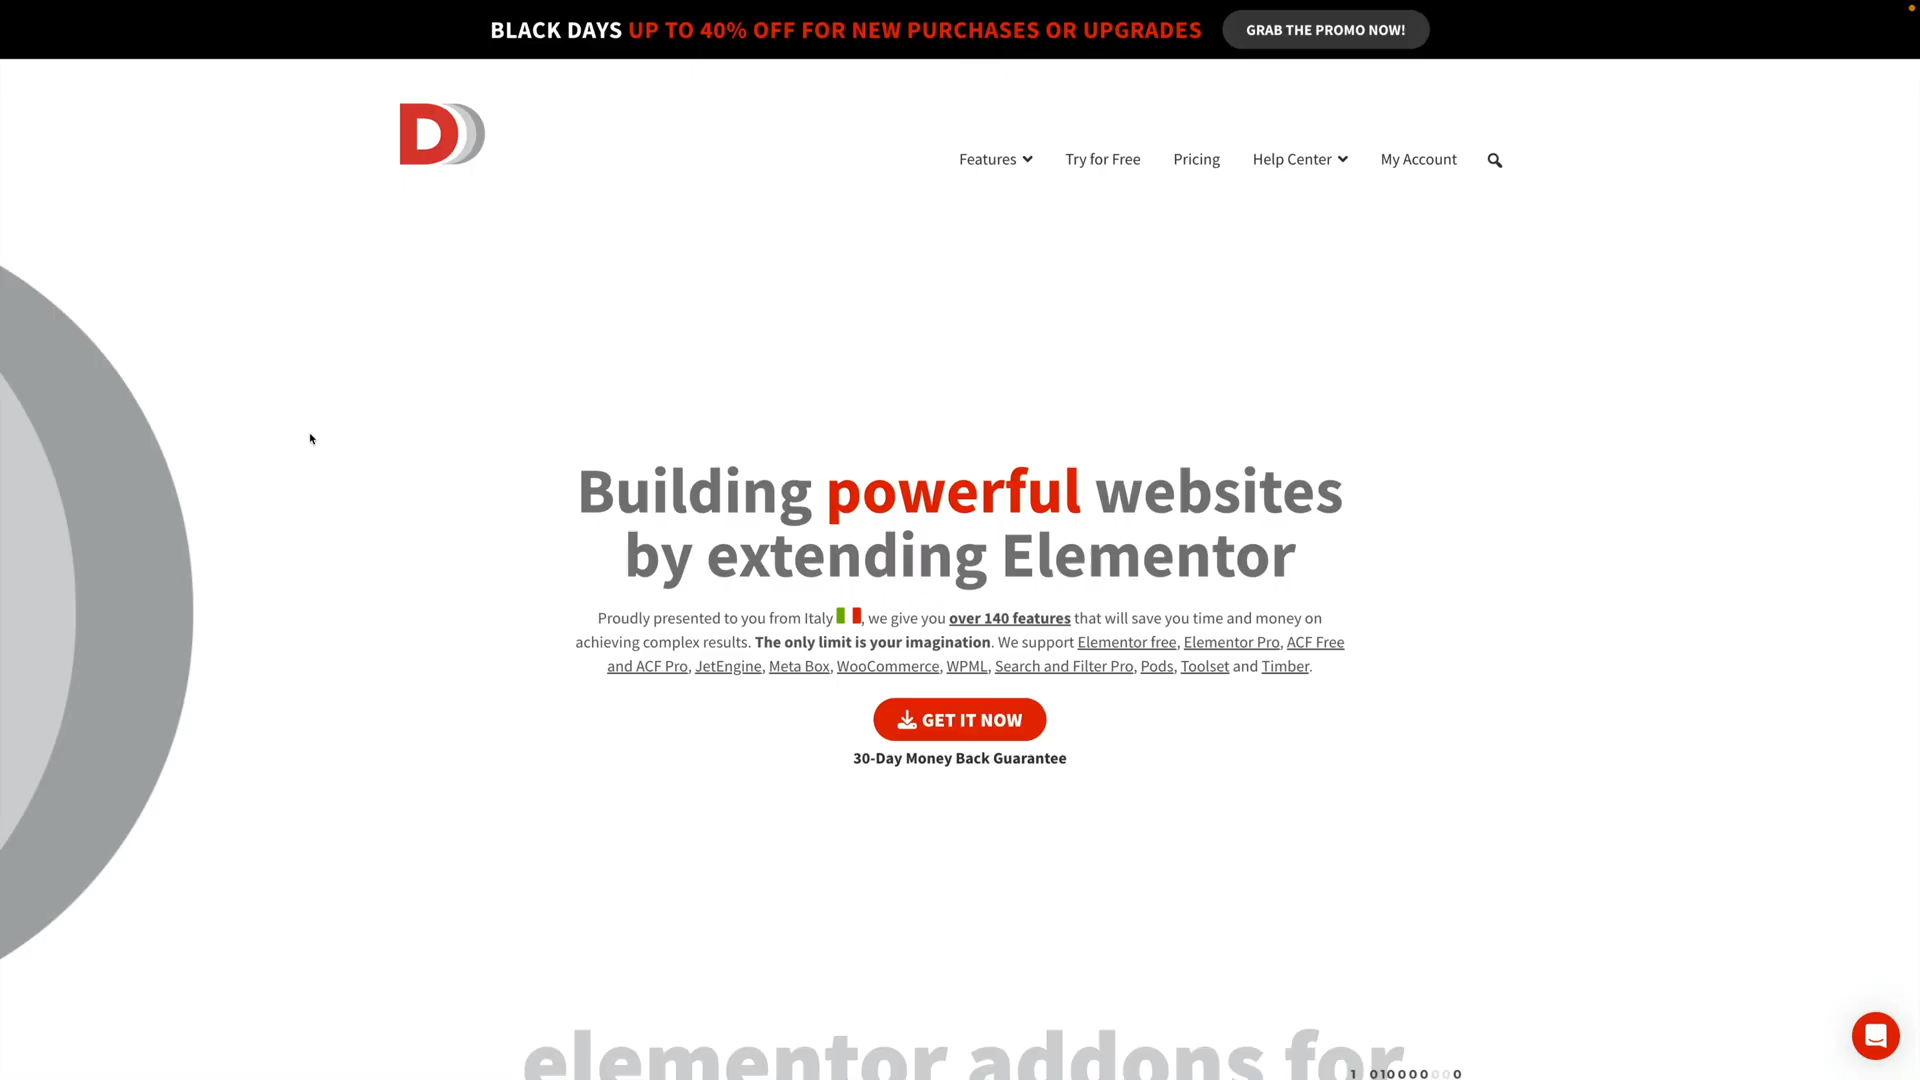 BLACK DAYS UP TO 40% OFF FOR NEW PURCHASES OR UPGRADES
GRAB THE PROMO NOW!
D
Features
Try for Free
Pricing
Help Center
My Account
Building powerful websites
by extending Elementor
Proudly presented to you from Italy , we give you over 140 features that will save you time and money on
achieving complex results. The only limit is your imagination. We support Elementor free, Elementor Pro, ACF Free
and ACF Pro, JetEngine, Meta Box, WooCommerce, WPML, Search and Filter Pro, Pods, Toolset and Timber.
GET IT NOW
30-Day Money Back Guarantee
elementor addons for